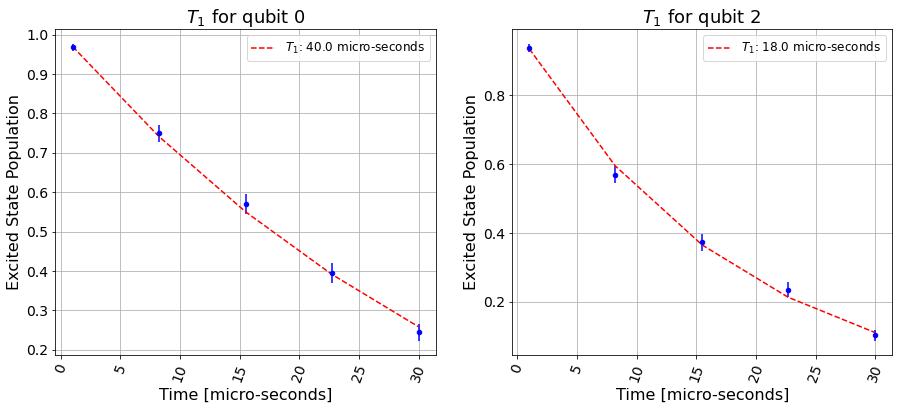 T₁ for qubit 0
T₁: 40.0 micro-seconds
Excited State Population
1.0
0.9
0.8
0.7
0.6
0.5
0.4
0.3
0.2
0 5 10 15 20 25 30
Time [micro-seconds]
T₁ for qubit 2
T₁: 18.0 micro-seconds
Excited State Population
0.8
0.6
0.4
0.2
0 5 10 15 20 25 30
Time [micro-seconds]